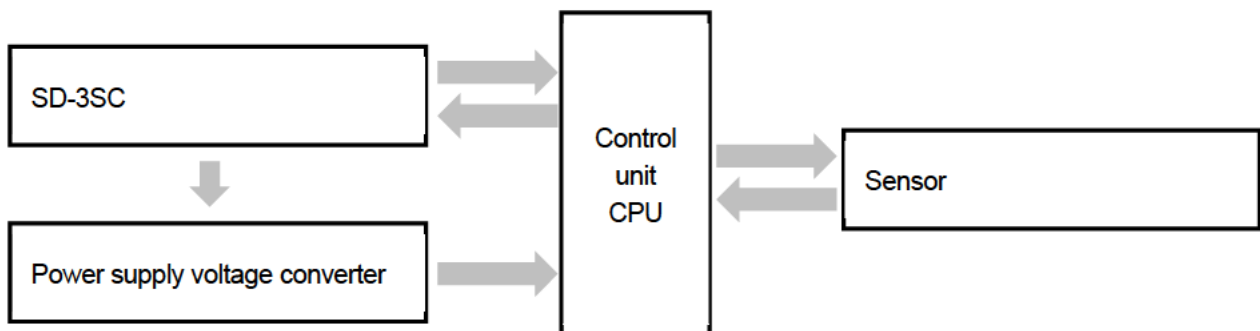 SD-3SC
Control
unit
CPU
Sensor
Power supply voltage converter